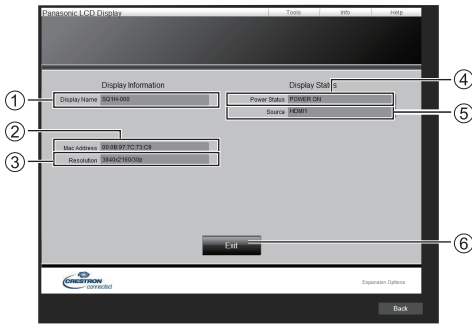 Panasonic LCD Display Tools Info Help
Display Information Display Status
④
① Display Name SQ1H-000 Power Status POWER ON
Source HDMI1 ⑤
②
Mac Address 00:0B:97:7C:73:C9
③ Resolution 3840x2160/30p
Exit ⑥
CRESTRON
connected
Expansion Options
Back